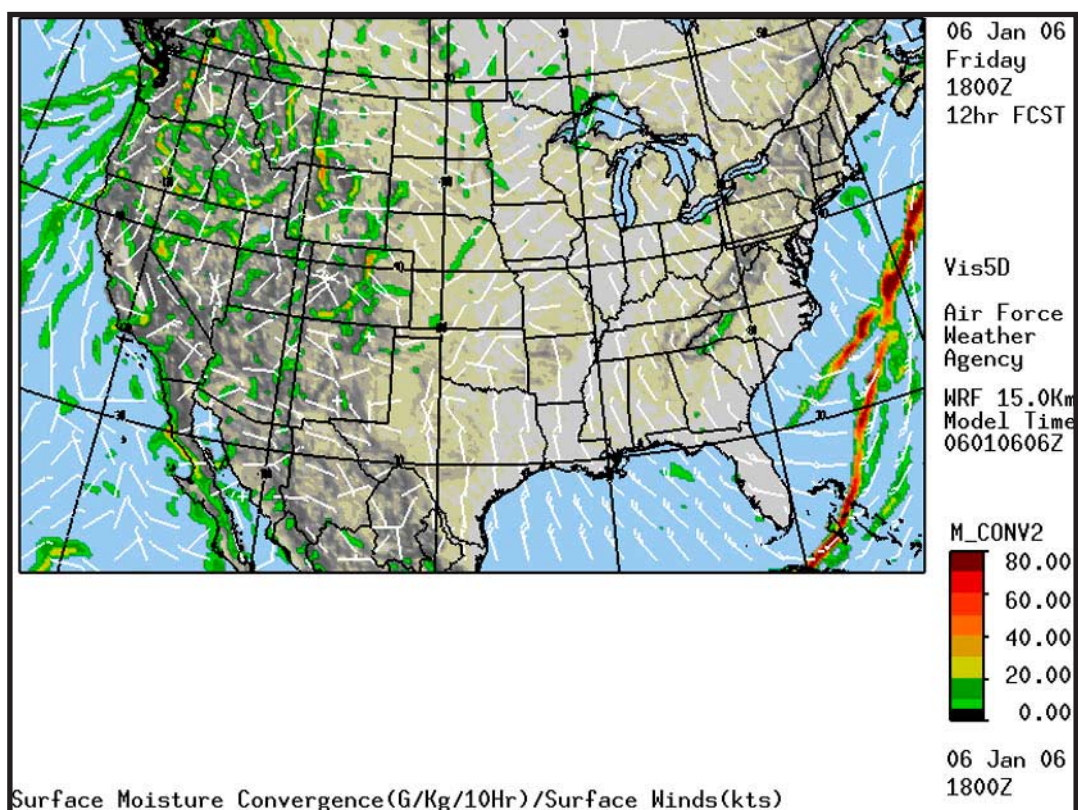 06 Jan 06
Friday
1800Z
12hr FCST
Vis5D
Air Force
Weather
Agency
WRF 15.0Km
Model Time
06010606Z
M_CONV2
80.00
60.00
40.00
20.00
0.00
06 Jan 06
1800Z
Surface Moisture Convergence(G/Kg/10Hr)/Surface Winds(kts)